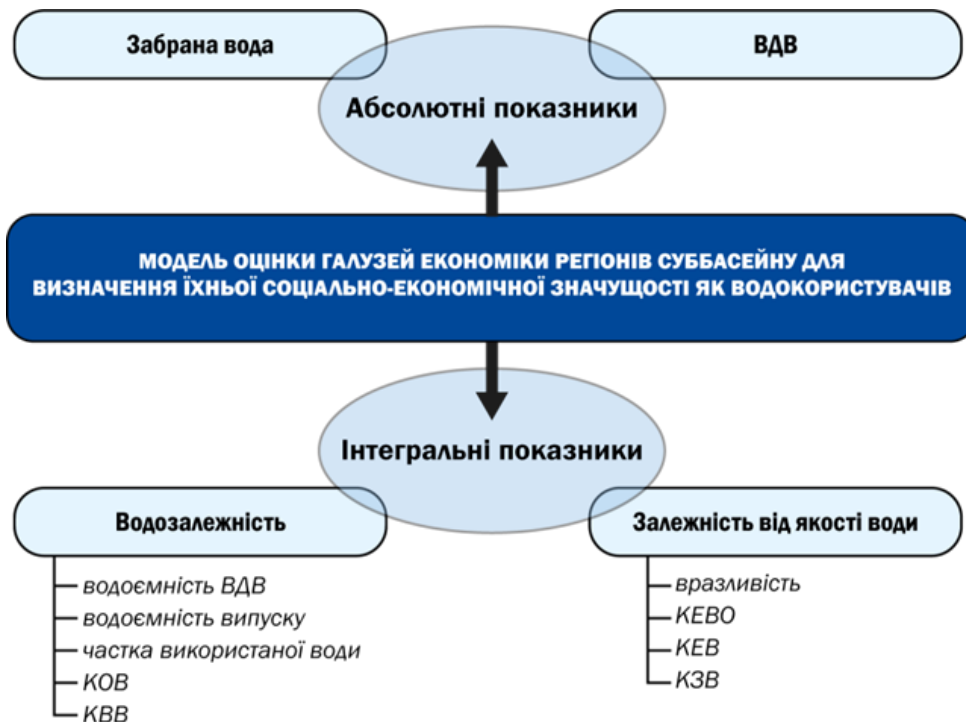 Забрана вода
ВДВ
Абсолютні показники
МОДЕЛЬ ОЦІНКИ ГАЛУЗЕЙ ЕКОНОМІКИ РЕГІОНІВ СУББАСЕЙНУ ДЛЯ
ВИЗНАЧЕННЯ ЇХНЬОЇ СОЦІАЛЬНО-ЕКОНОМІЧНОЇ ЗНАЧУЩОСТІ ЯК ВОДОКОРИСТУВАЧІВ
Інтегральні показники
Водозалежність
Залежність від якості води
водоємність ВДВ
водоємність випуску
частка використаної води
КОВ
КВВ
вразливість
КЕВО
КЕВ
КЗВ